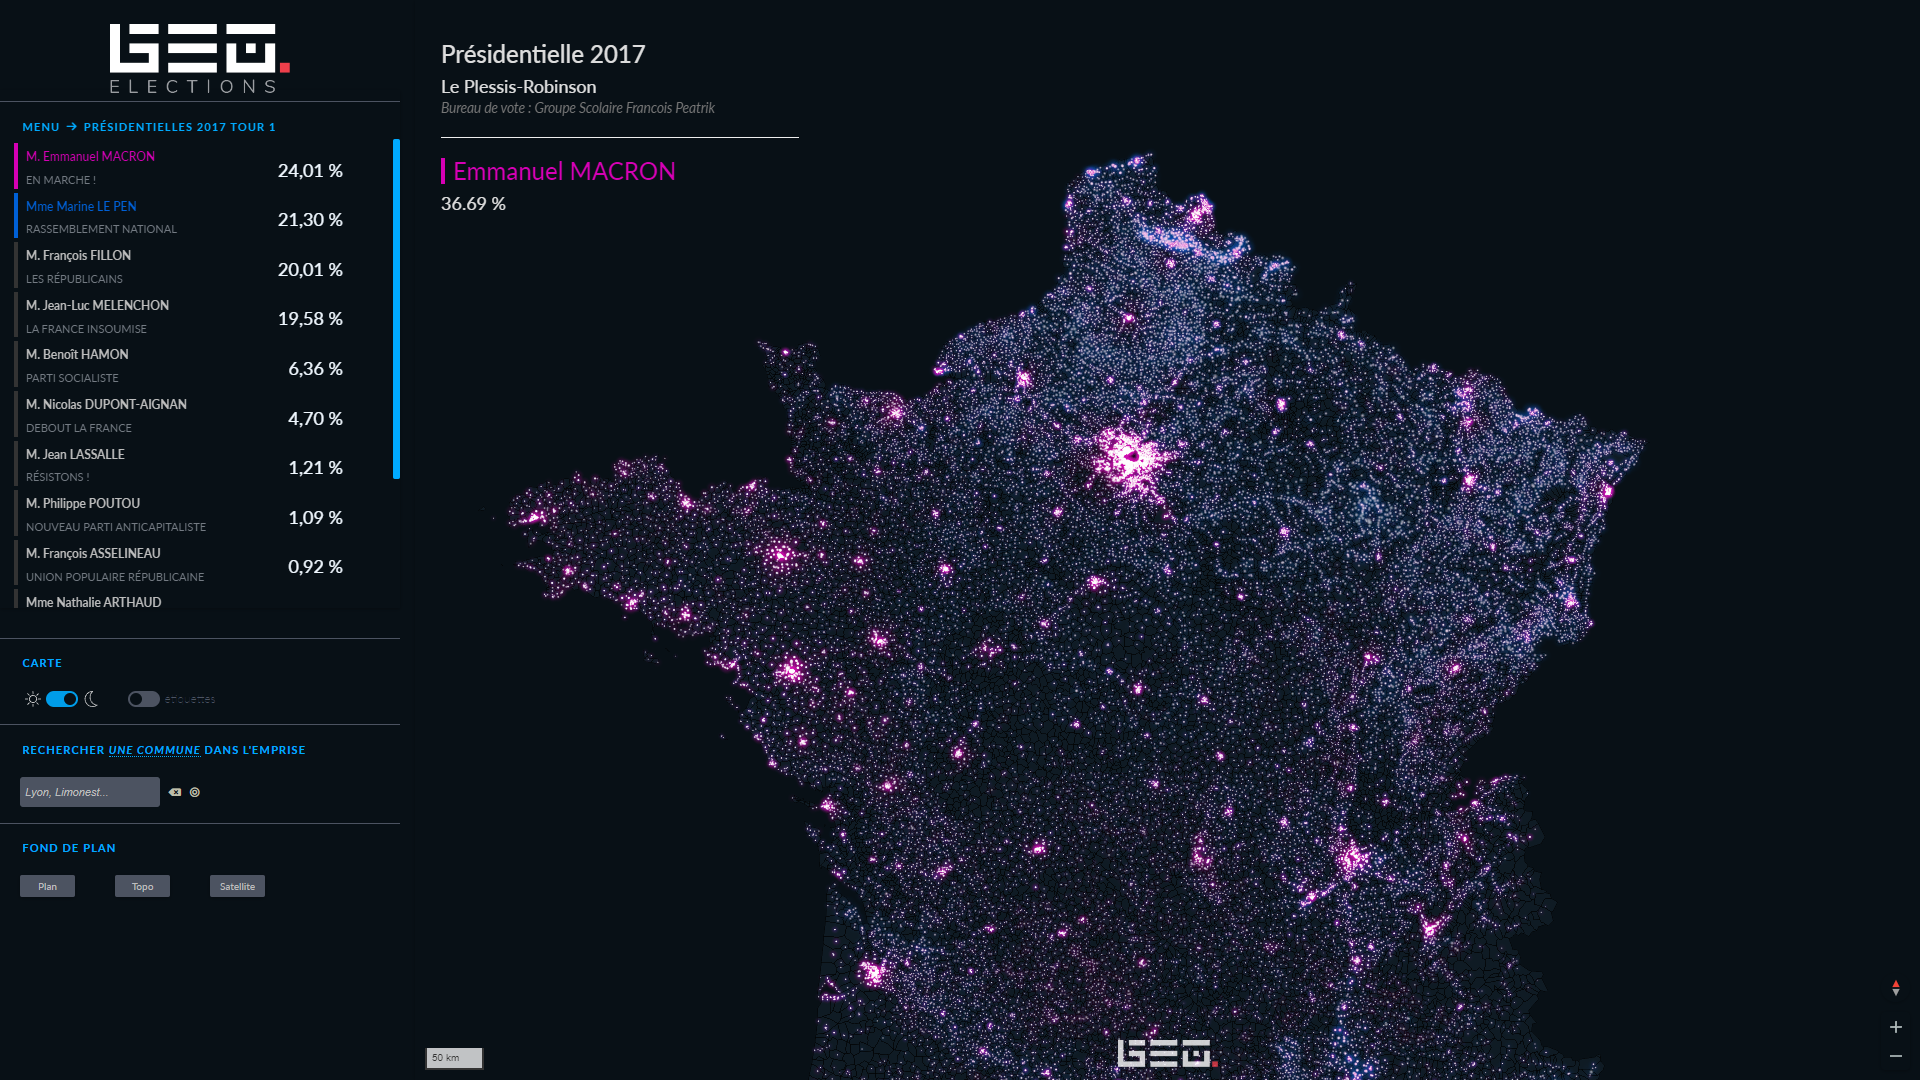 GEO.
ELECTIONS
MENU → PRÉSIDENTIELLES 2017 TOUR 1
M. Emmanuel MACRON
EN MARCHE !
24,01 %
Mme Marine LE PEN
RASSEMBLEMENT NATIONAL
21,30 %
M. François FILLON
LES RÉPUBLICAINS
20,01 %
M. Jean-Luc MELENCHON
LA FRANCE INSOUMISE
19,58 %
M. Benoît HAMON
PARTI SOCIALISTE
6,36 %
M. Nicolas DUPONT-AIGNAN
DEBOUT LA FRANCE
4,70 %
M. Jean LASSALLE
RÉSISTONS !
1,21 %
M. Philippe POUTOU
NOUVEAU PARTI ANTICAPITALISTE
1,09 %
M. François ASSELINEAU
UNION POPULAIRE RÉPUBLICAINE
0,92 %
Mme Nathalie ARTHAUD
CARTE
etiquettes
RECHERCHER UNE COMMUNE DANS L'EMPRISE
Lyon, Limonest...
FOND DE PLAN
Plan
Topo
Satellite
Présidentielle 2017
Le Plessis-Robinson
Bureau de vote : Groupe Scolaire Francois Peatrik
Emmanuel MACRON
36.69 %
50 km
GEO.